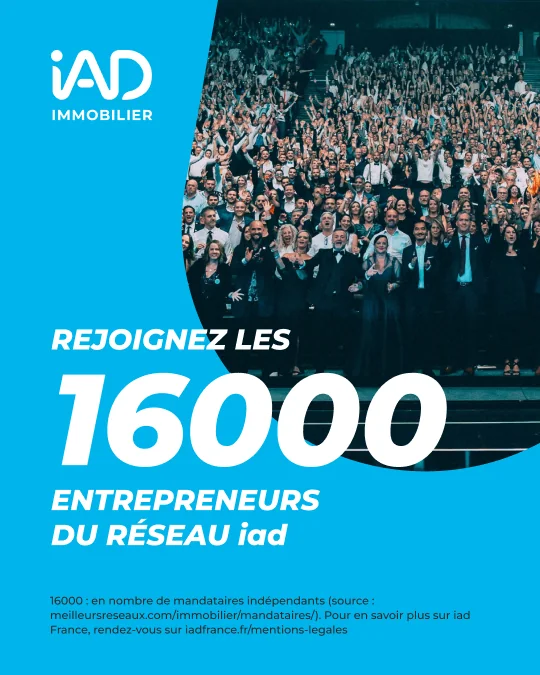 iAD
IMMOBILIER
REJOIGNEZ LES
16000
ENTREPRENEURS
DU RÉSEAU iad
16000 : en nombre de mandataires indépendants (source :
meilleursreseaux.com/immobilier/mandataires/). Pour en savoir plus sur iad
France, rendez-vous sur iadfrance.fr/mentions-legales